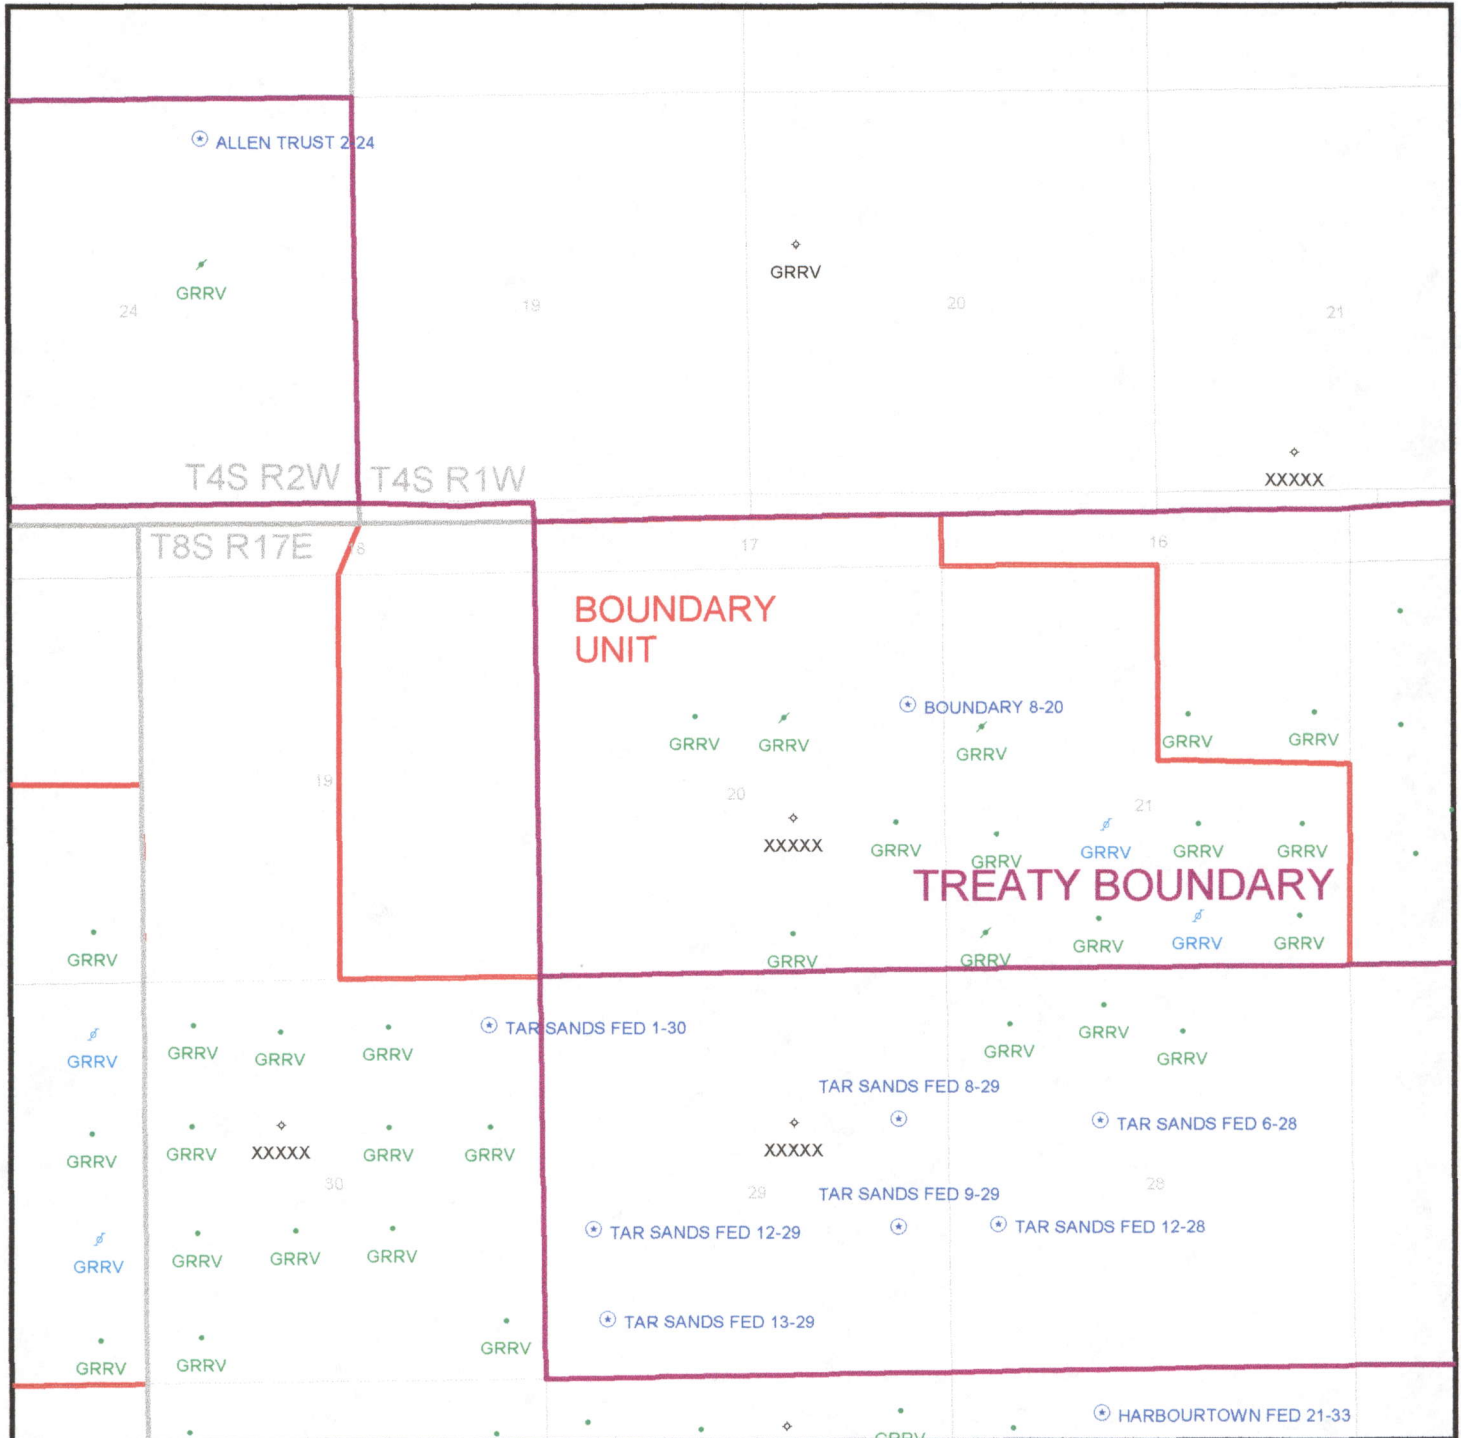 ALLEN TRUST 2-24
GRRV
GRRV
24
19
20
21
XXXXX
T4S R2W
T4S R1W
T8S R17E
17
16
BOUNDARY
UNIT
BOUNDARY 8-20
GRRV
GRRV
GRRV
GRRV
GRRV
19
20
21
XXXXX
GRRV
GRRV
GRRV
GRRV
GRRV
TREATY BOUNDARY
GRRV
GRRV
GRRV
GRRV
GRRV
GRRV
TAR SANDS FED 1-30
GRRV
GRRV
GRRV
GRRV
GRRV
GRRV
GRRV
TAR SANDS FED 8-29
TAR SANDS FED 6-28
GRRV
GRRV
XXXXX
GRRV
GRRV
XXXXX
30
29
28
TAR SANDS FED 9-29
TAR SANDS FED 12-29
TAR SANDS FED 12-28
GRRV
GRRV
GRRV
GRRV
TAR SANDS FED 13-29
GRRV
GRRV
GRRV
HARBOURTOWN FED 21-33
GRRV